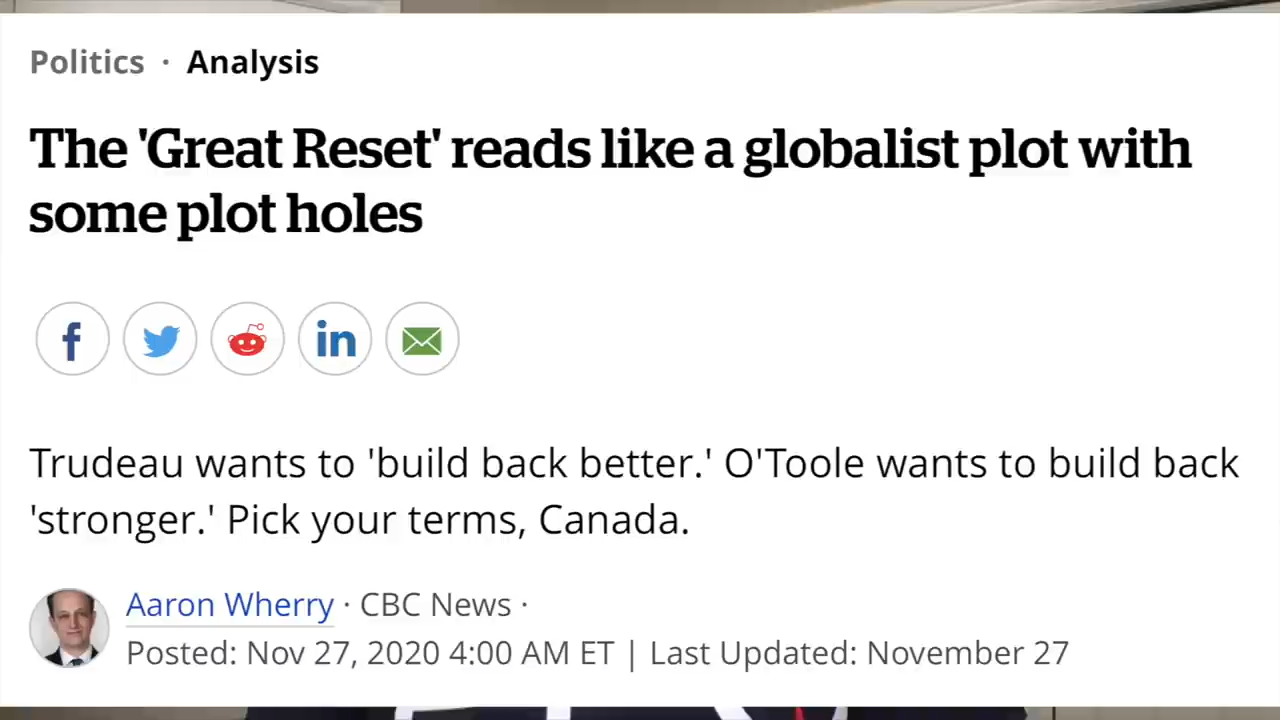 Politics · Analysis
The 'Great Reset' reads like a globalist plot with
some plot holes
f
in
Trudeau wants to 'build back better.' O'Toole wants to build back
'stronger.' Pick your terms, Canada.
Aaron Wherry · CBC News ·
Posted: Nov 27, 2020 4:00 AM ET | Last Updated: November 27